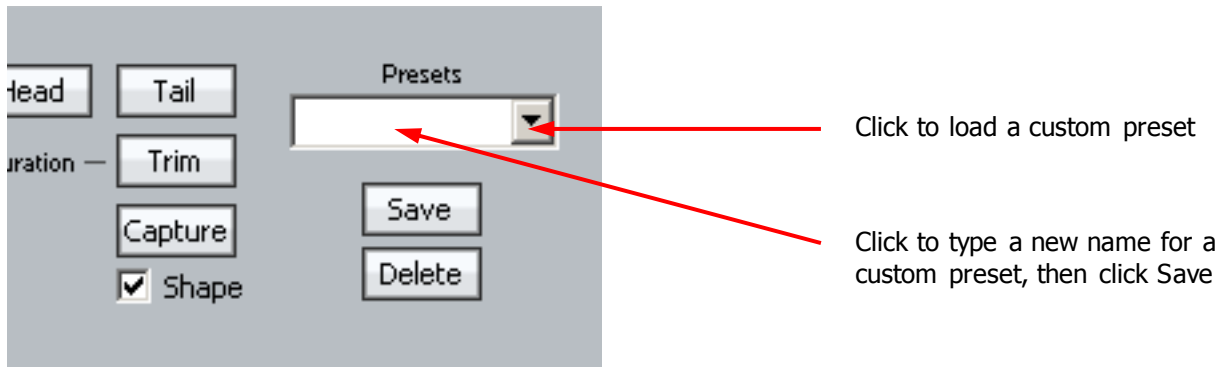 Presets
Head Tail
Click to load a custom preset
uration Trim
Save
Capture
Click to type a new name for a
custom preset, then click Save
Delete
Shape